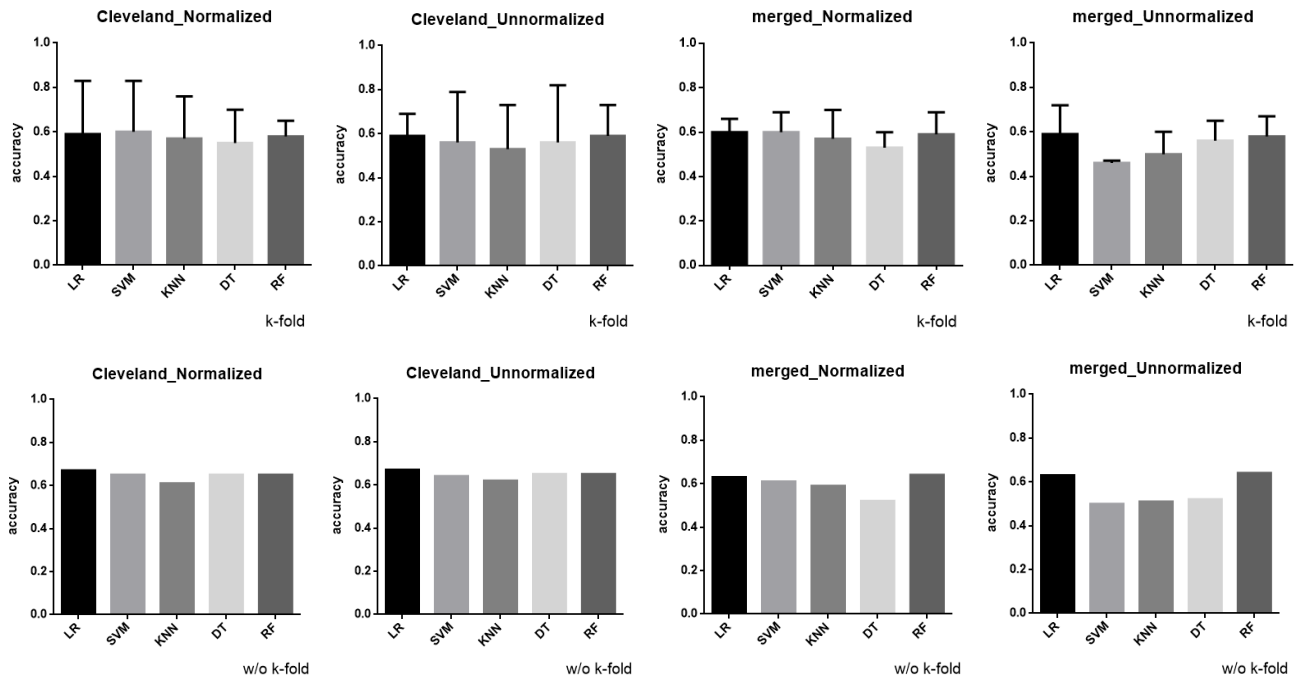 Cleveland_Normalized
1.0
0.8
0.6
0.4
0.2
0.0
accuracy
LR
SVM
KNN
DT
RF
k-fold
Cleveland_Unnormalized
1.0
0.8
0.6
0.4
0.2
0.0
accuracy
LR
SVM
KNN
DT
RF
k-fold
merged_Normalized
1.0
0.8
0.6
0.4
0.2
0.0
accuracy
LR
SVM
KNN
DT
RF
k-fold
merged_Unnormalized
1.0
0.8
0.6
0.4
0.2
0.0
accuracy
LR
SVM
KNN
DT
RF
k-fold
Cleveland_Normalized
1.0
0.8
0.6
0.4
0.2
0.0
accuracy
LR
SVM
KNN
DT
RF
w/o k-fold
Cleveland_Unnormalized
1.0
0.8
0.6
0.4
0.2
0.0
accuracy
LR
SVM
KNN
DT
RF
w/o k-fold
merged_Normalized
1.0
0.8
0.6
0.4
0.2
0.0
accuracy
LR
SVM
KNN
DT
RF
w/o k-fold
merged_Unnormalized
1.0
0.8
0.6
0.4
0.2
0.0
accuracy
LR
SVM
KNN
DT
RF
w/o k-fold